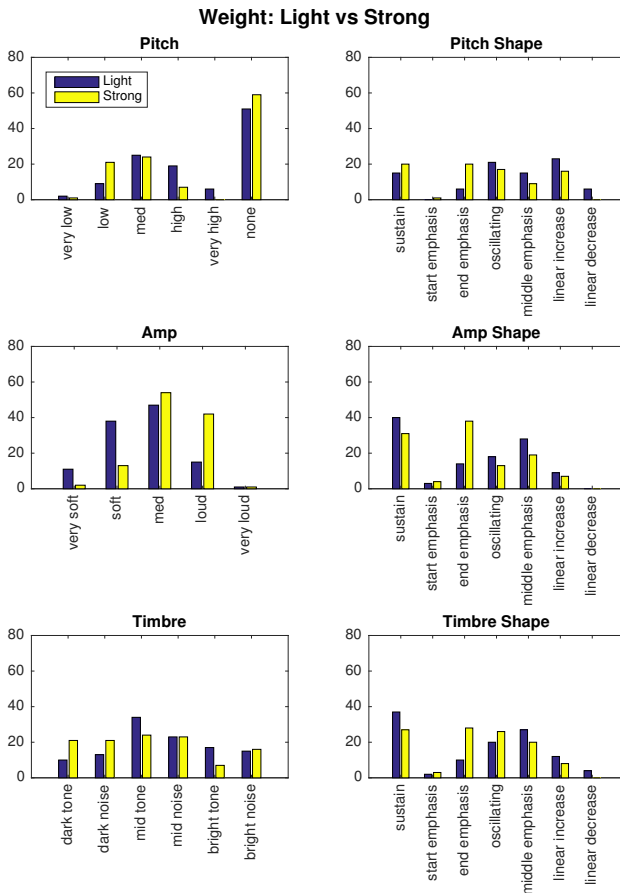 Weight: Light vs Strong
Pitch
80
60
40
20
0
Light
Strong
very low
low
med
high
very high
none
Pitch Shape
80
60
40
20
0
sustain
start emphasis
end emphasis
oscillating
middle emphasis
linear increase
linear decrease
Amp
80
60
40
20
0
very soft
soft
med
loud
very loud
Amp Shape
80
60
40
20
0
sustain
start emphasis
end emphasis
oscillating
middle emphasis
linear increase
linear decrease
Timbre
80
60
40
20
0
dark tone
dark noise
mid tone
mid noise
bright tone
bright noise
Timbre Shape
80
60
40
20
0
sustain
start emphasis
end emphasis
oscillating
middle emphasis
linear increase
linear decrease